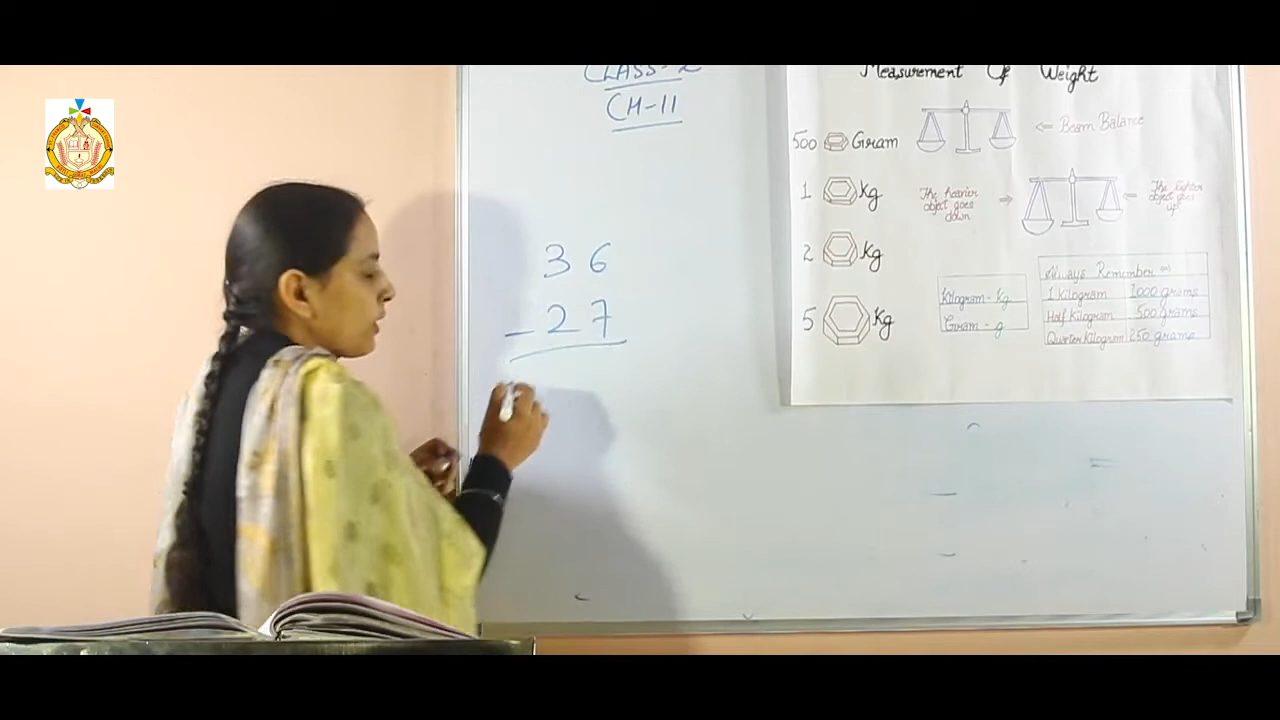 CLASS-2
CH-11
36
- 27
Measurement Of Weight
500 Gram
← Beam Balance
1 Kg
The heavier
object goes
down
The lighter
object goes
up
2 Kg
5 Kg
Kilogram - Kg
Gram - g
Always Remember
1 kilogram 1000 grams
Half kilogram 500 grams
Quarter kilogram 250 grams